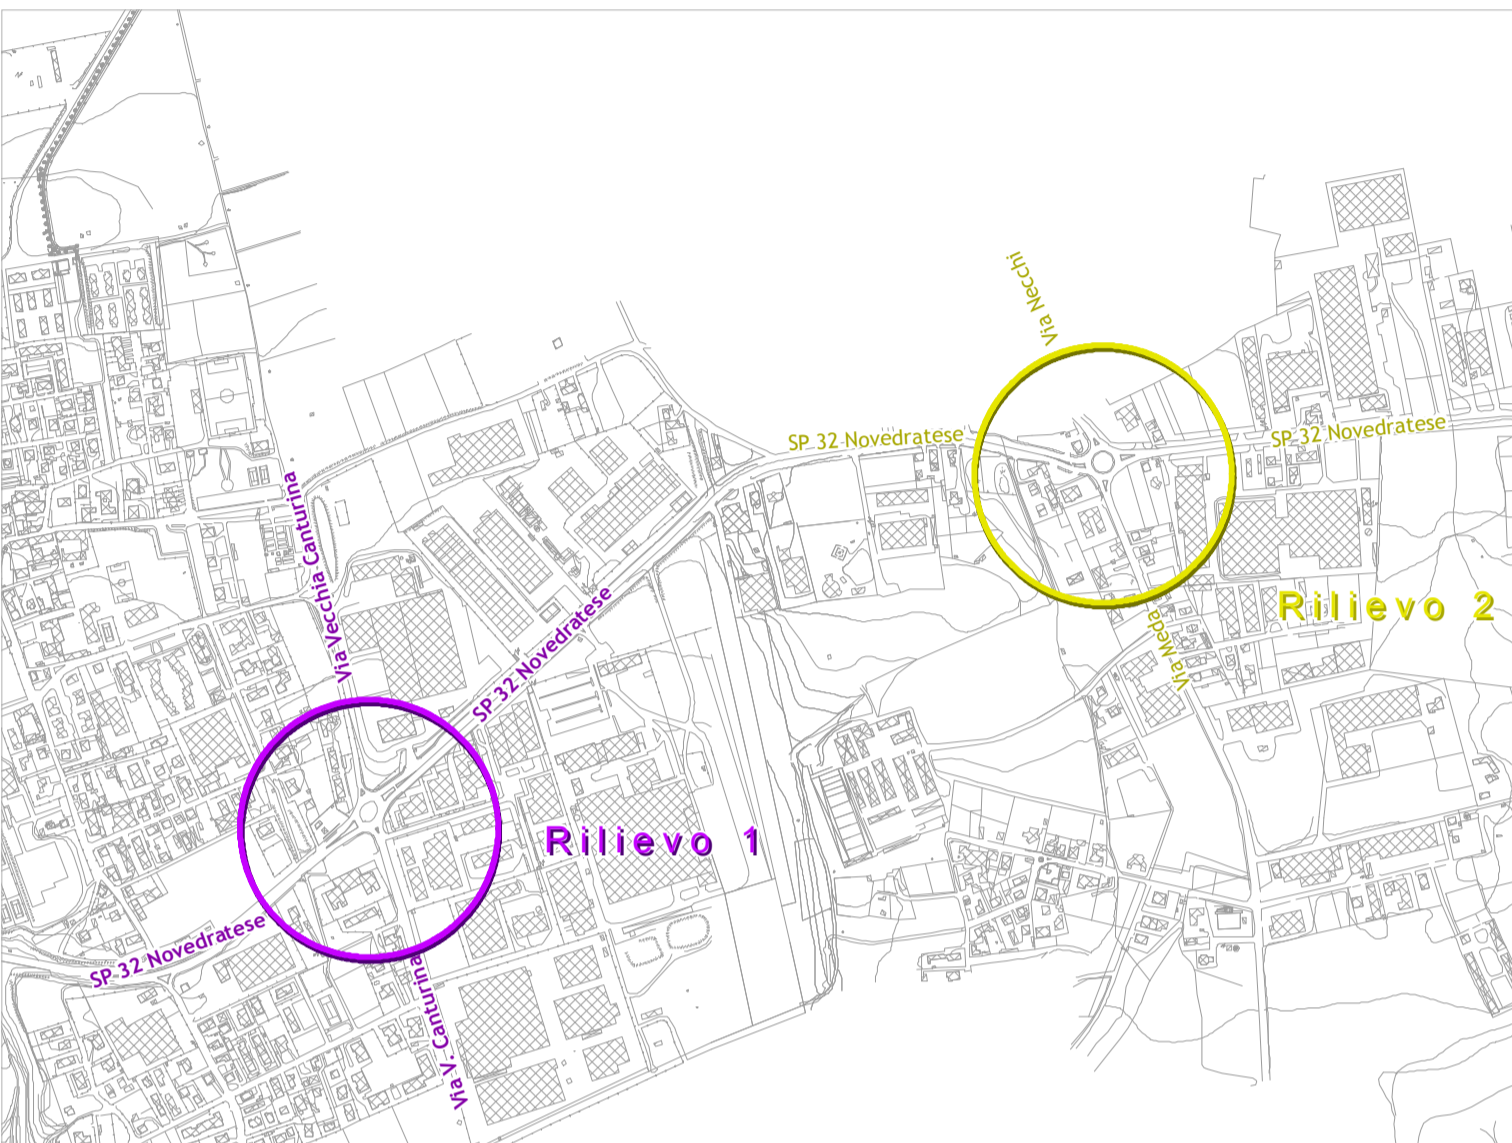 Via Necchi
SP 32 Novedratese
SP 32 Novedratese
Via Vecchia Canturina
SP 32 Novedratese
Rilievo 2
Via Meda
Rilievo 1
SP 32 Novedratese
Via V. Canturina